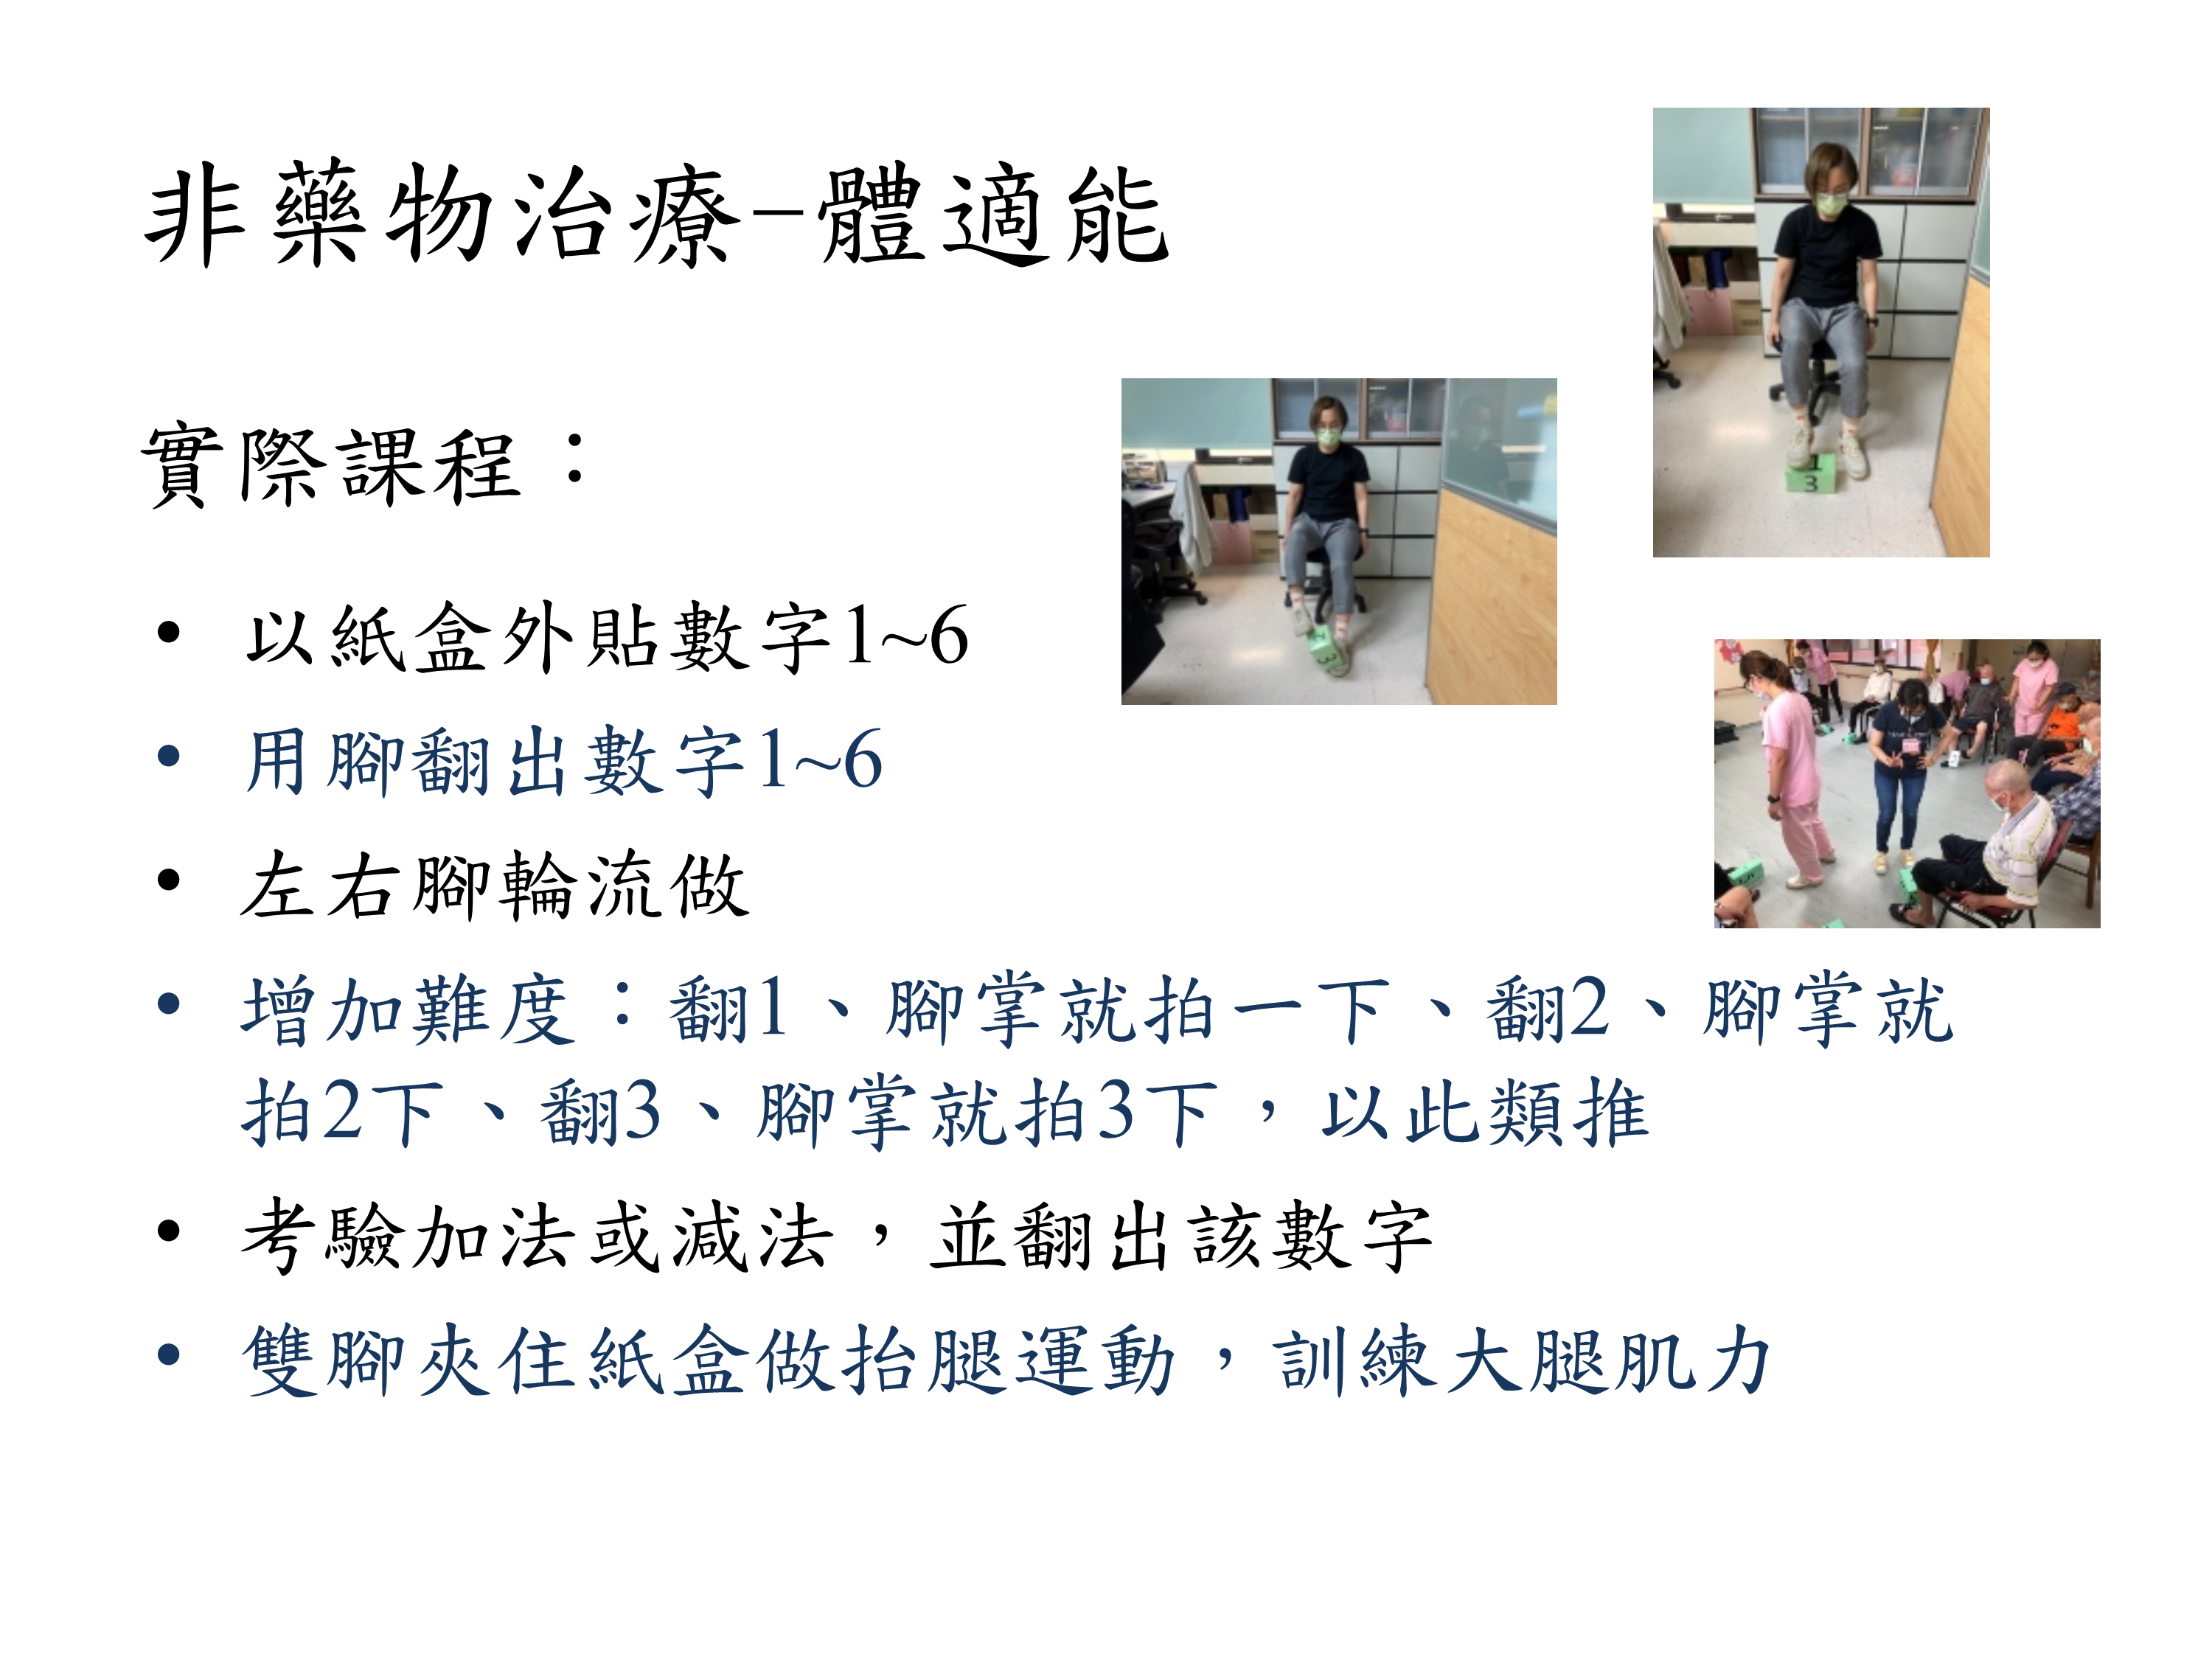 非藥物治療-體適能
實際課程：
• 以紙盒外貼數字1~6
• 用腳翻出數字1~6
• 左右腳輪流做
• 增加難度：翻1、腳掌就拍一下、翻2、腳掌就
拍2下、翻3、腳掌就拍3下，以此類推
• 考驗加法或減法，並翻出該數字
• 雙腳夾住紙盒做抬腿運動，訓練大腿肌力
1
3
2
3